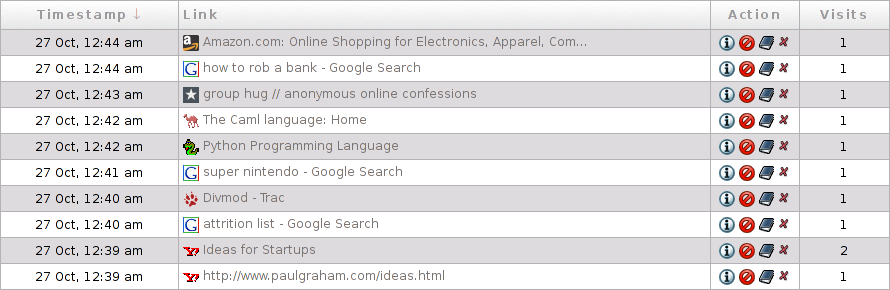 Timestamp ↓ Link Action Visits
27 Oct, 12:44 am Amazon.com: Online Shopping for Electronics, Apparel, Com... 1
27 Oct, 12:44 am how to rob a bank - Google Search 1
27 Oct, 12:43 am group hug // anonymous online confessions 1
27 Oct, 12:42 am The Caml language: Home 1
27 Oct, 12:42 am Python Programming Language 1
27 Oct, 12:41 am super nintendo - Google Search 1
27 Oct, 12:40 am Divmod - Trac 1
27 Oct, 12:40 am attrition list - Google Search 1
27 Oct, 12:39 am Ideas for Startups 2
27 Oct, 12:39 am http://www.paulgraham.com/ideas.html 1